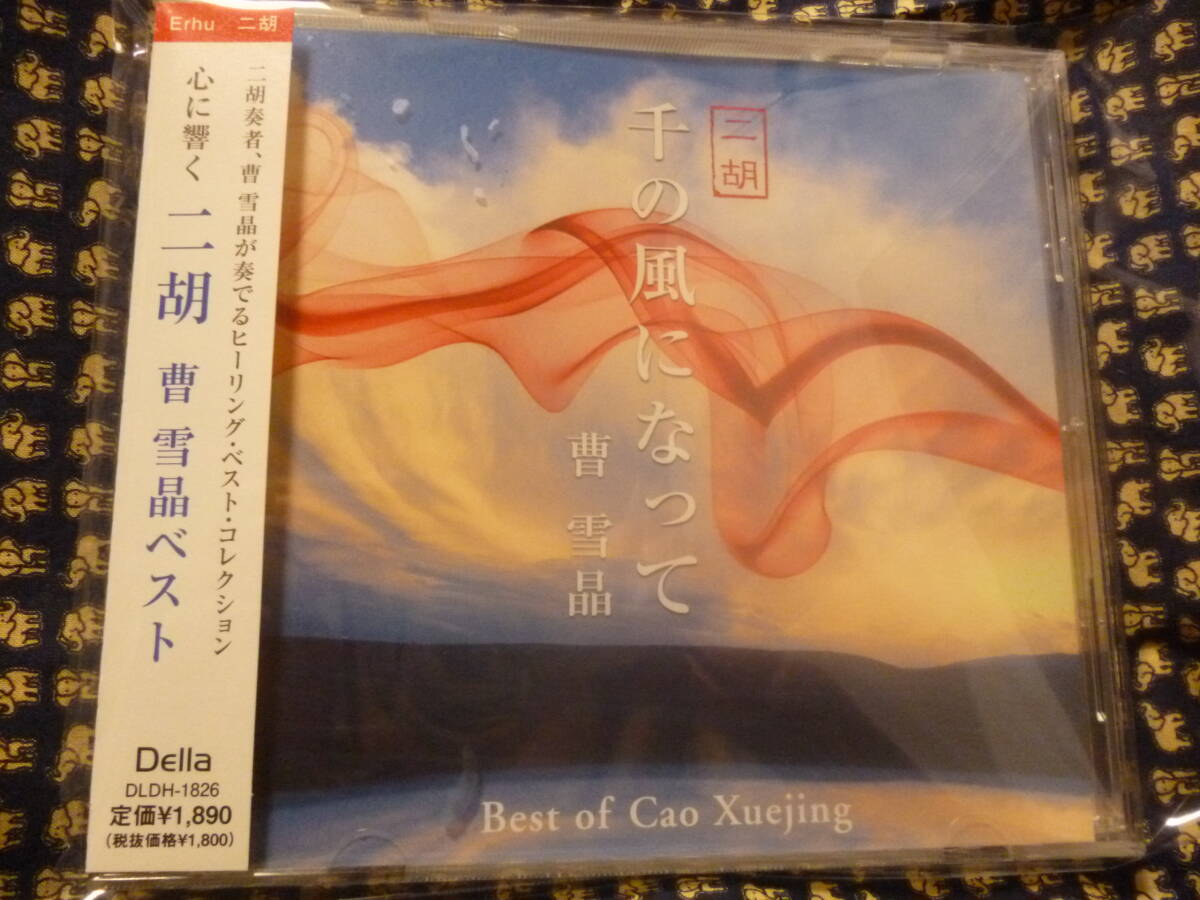 Erhu 二胡
二胡奏者、曹 雪晶が奏でるヒーリング・ベスト・コレクション
心に響く 二胡 曹 雪晶ベスト
Della
DLDH-1826
定価¥1,890
(税抜価格¥1,800)
二胡
千の風になって
曹 雪晶
Best of Cao Xuejing